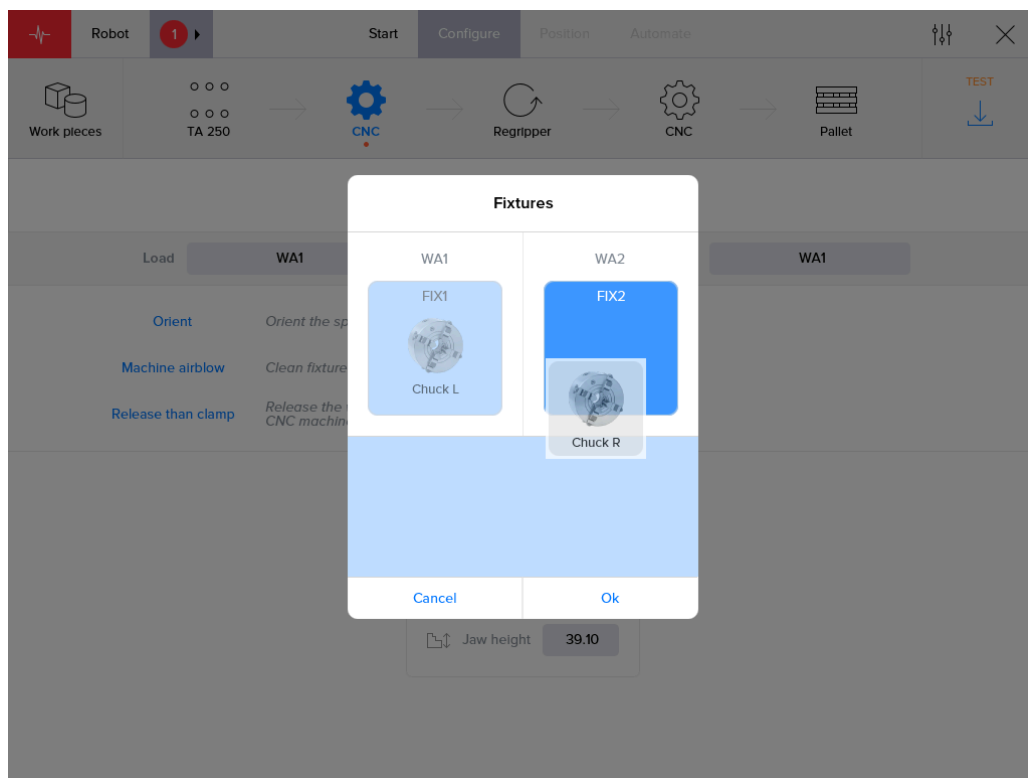 Robot
1
Start
Configure
Position
Automate
Work pieces
TA 250
CNC
Regripper
CNC
Pallet
TEST
Fixtures
Load
WA1
WA1
WA2
WA1
FIX1
FIX2
Chuck L
Chuck R
Orient
Orient the sp
Machine airblow
Clean fixture
Release than clamp
Release the
CNC machin
Cancel
Ok
Jaw height
39.10